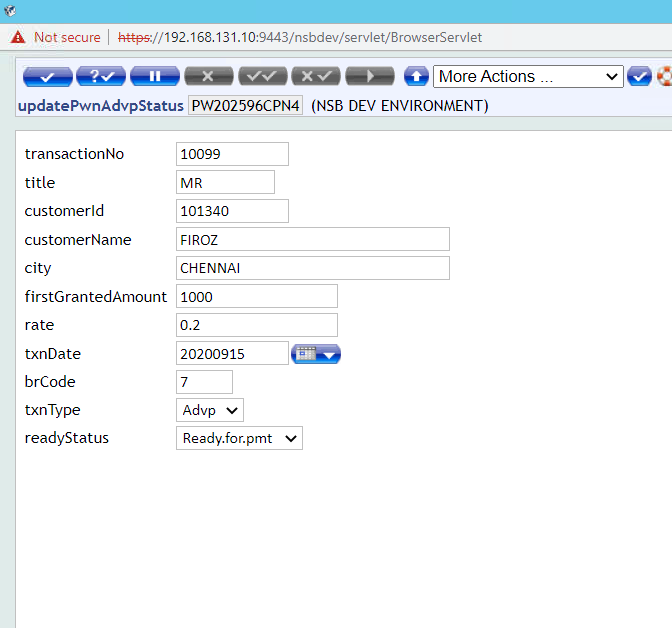 Not secure https://192.168.131.10:9443/nsbdev/servlet/BrowserServlet
More Actions ...
updatePwnAdvpStatus PW202596CPN4 (NSB DEV ENVIRONMENT)
transactionNo 10099
title MR
customerId 101340
customerName FIROZ
city CHENNAI
firstGrantedAmount 1000
rate 0.2
txnDate 20200915
brCode 7
txnType Advp
readyStatus Ready.for.pmt